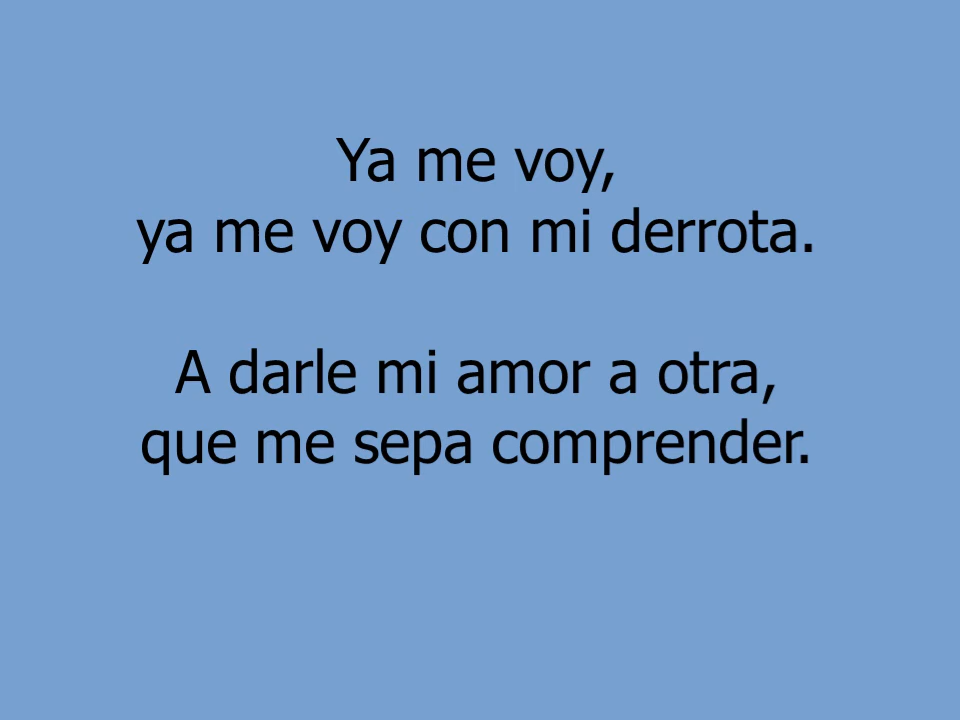 Ya me voy,
ya me voy con mi derrota.
A darle mi amor a otra,
que me sepa comprender.